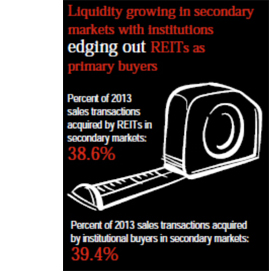 Liquidity growing in secondary
markets with institutions
edging out REITs as
primary buyers
Percent of 2013
sales transactions
acquired by REITs in
secondary markets:
38.6%
Percent of 2013 sales transactions acquired
by institutional buyers in secondary markets:
39.4%